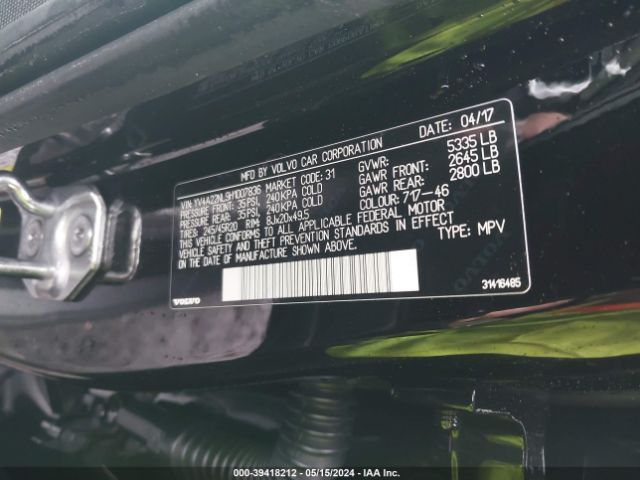 MFD BY VOLVO CAR CORPORATION DATE: 04/17
VIN: YV4A22NL9H1007836 MARKET CODE: 31 GVWR: 5335 LB
PRESSURE FRONT: 35PSI, 240KPA COLD GAWR FRONT: 2645 LB
PRESSURE REAR: 35PSI, 240KPA COLD GAWR REAR: 2800 LB
TIRES: 245/45R20 RIM: 8JX20x49.5 COLOUR: 717-46
THIS VEHICLE CONFORMS TO ALL APPLICABLE FEDERAL MOTOR
VEHICLE SAFETY AND THEFT PREVENTION STANDARDS IN EFFECT
ON THE DATE OF MANUFACTURE SHOWN ABOVE. TYPE: MPV
VOLVO 31416485
000-39418212 - 05/15/2024 - IAA Inc.